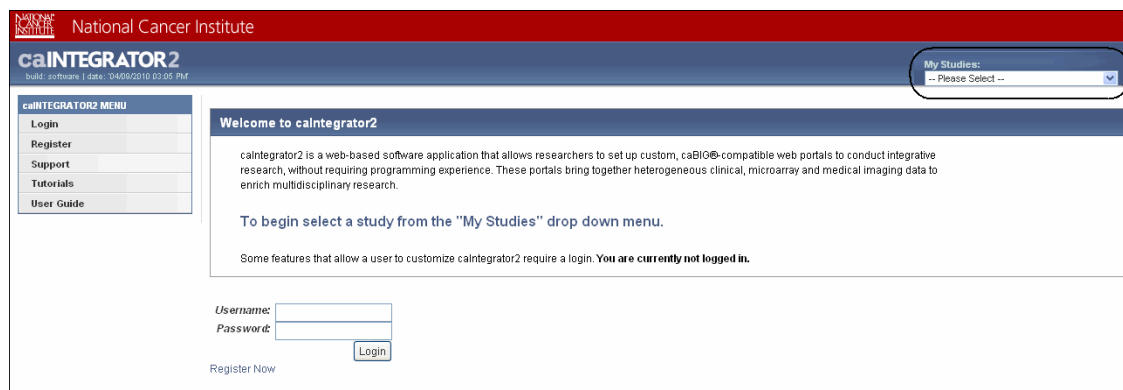 NATIONAL
CANCER
INSTITUTE
National Cancer Institute
caINTEGRATOR2
build: software | date: '04/09/2010 03:05 PM'
My Studies:
-- Please Select --
caINTEGRATOR2 MENU
Login
Register
Support
Tutorials
User Guide
Welcome to caIntegrator2
caIntegrator2 is a web-based software application that allows researchers to set up custom, caBIG®-compatible web portals to conduct integrative
research, without requiring programming experience. These portals bring together heterogeneous clinical, microarray and medical imaging data to
enrich multidisciplinary research.
To begin select a study from the "My Studies" drop down menu.
Some features that allow a user to customize caIntegrator2 require a login. You are currently not logged in.
Username:
Password:
Login
Register Now